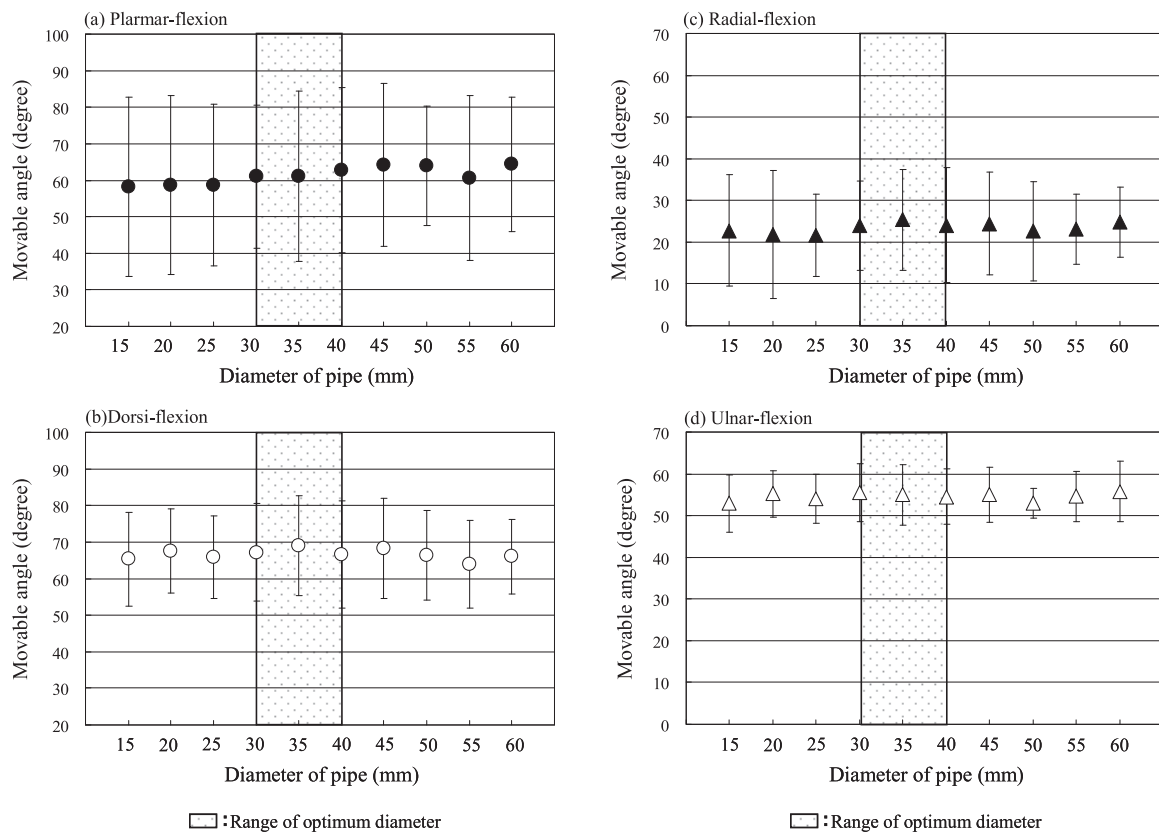 (a) Plarmar-flexion
Movable angle (degree)
100
90
80
70
60
50
40
30
20
15 20 25 30 35 40 45 50 55 60
Diameter of pipe (mm)
(b)Dorsi-flexion
Movable angle (degree)
100
90
80
70
60
50
40
30
20
15 20 25 30 35 40 45 50 55 60
Diameter of pipe (mm)
:Range of optimum diameter
(c) Radial-flexion
Movable angle (degree)
70
60
50
40
30
20
10
0
15 20 25 30 35 40 45 50 55 60
Diameter of pipe (mm)
(d) Ulnar-flexion
Movable angle (degree)
70
60
50
40
30
20
10
0
15 20 25 30 35 40 45 50 55 60
Diameter of pipe (mm)
:Range of optimum diameter